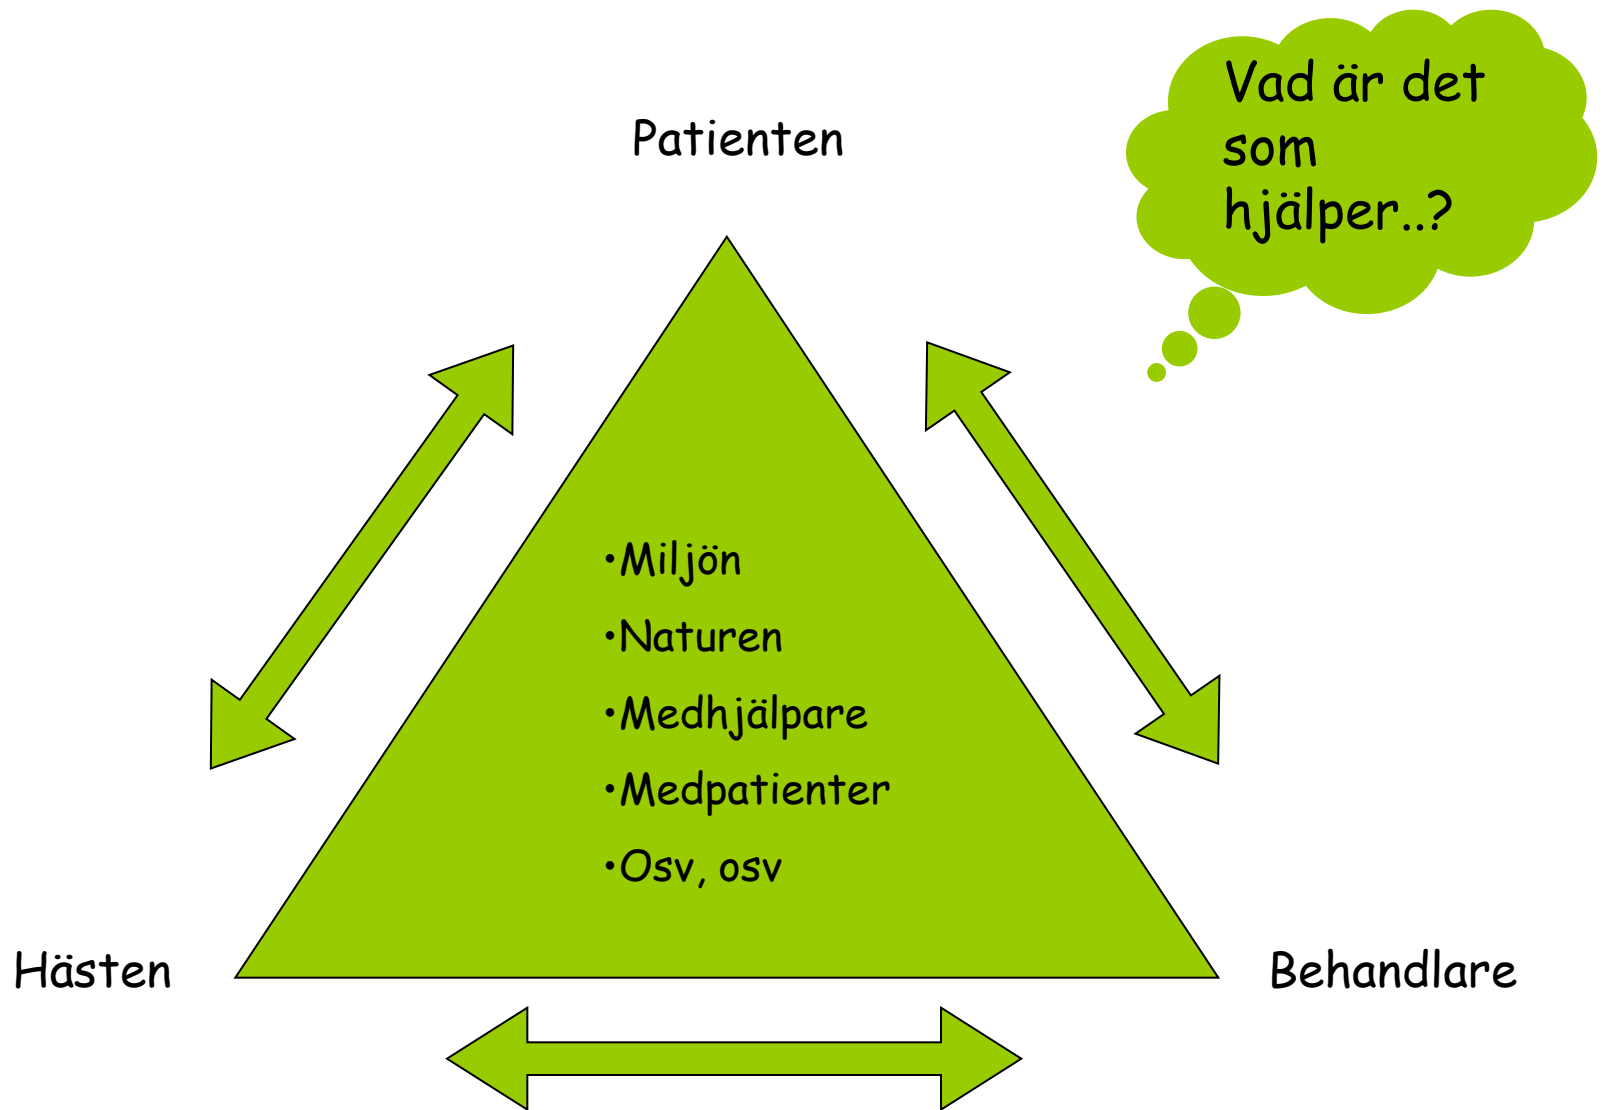 Vad är det
som
hjälper..?
Patienten
•Miljön
•Naturen
•Medhjälpare
•Medpatienter
•Osv, osv
Hästen
Behandlare